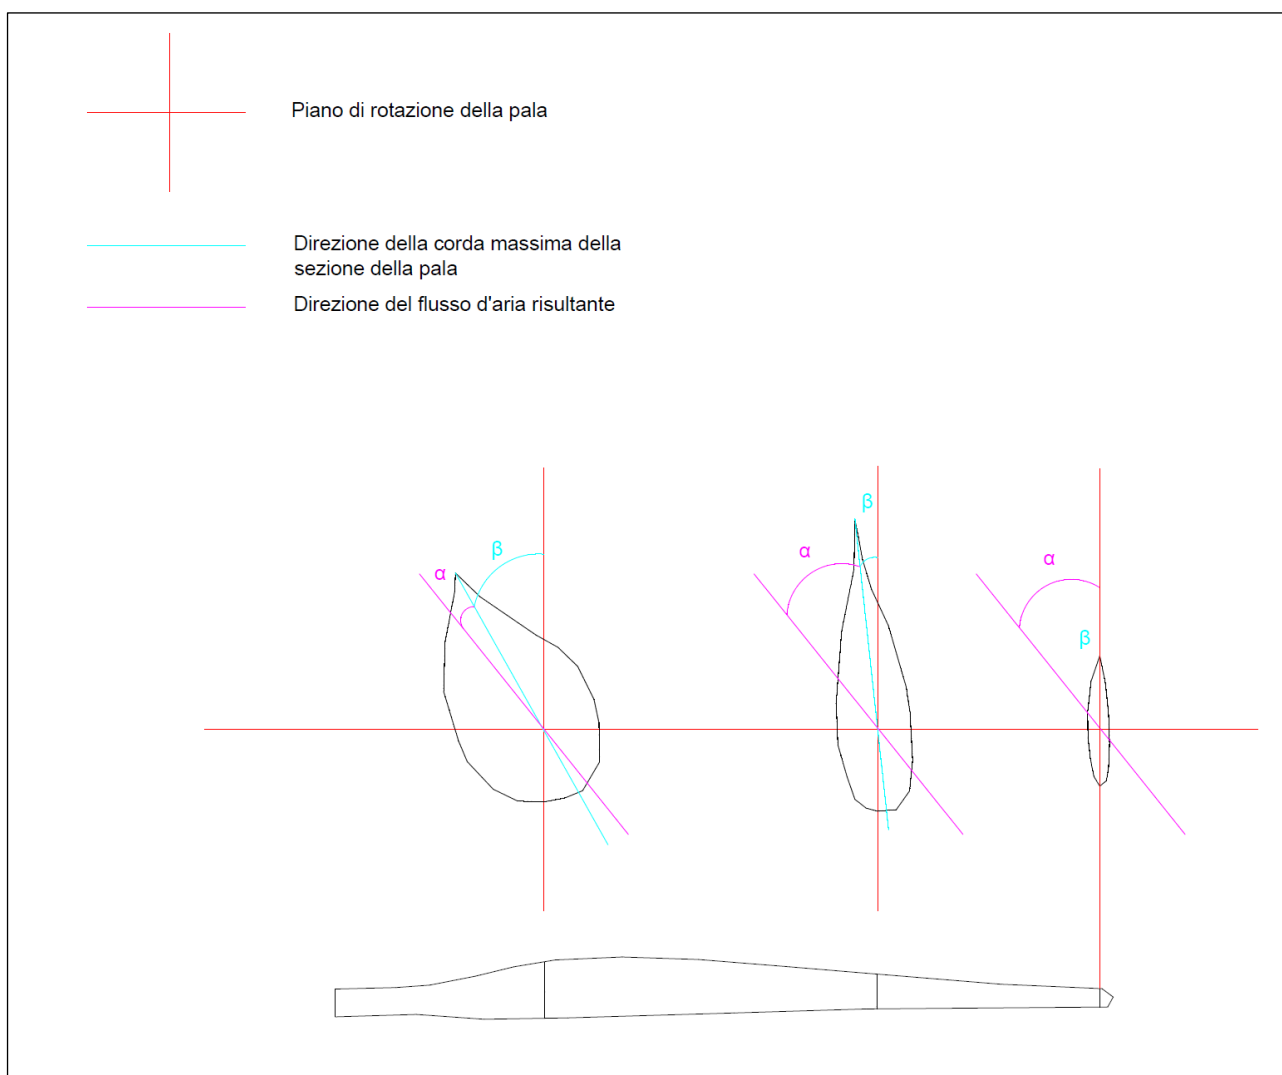 Piano di rotazione della pala
Direzione della corda massima della
sezione della pala
Direzione del flusso d'aria risultante
β
α
β
α
α
β